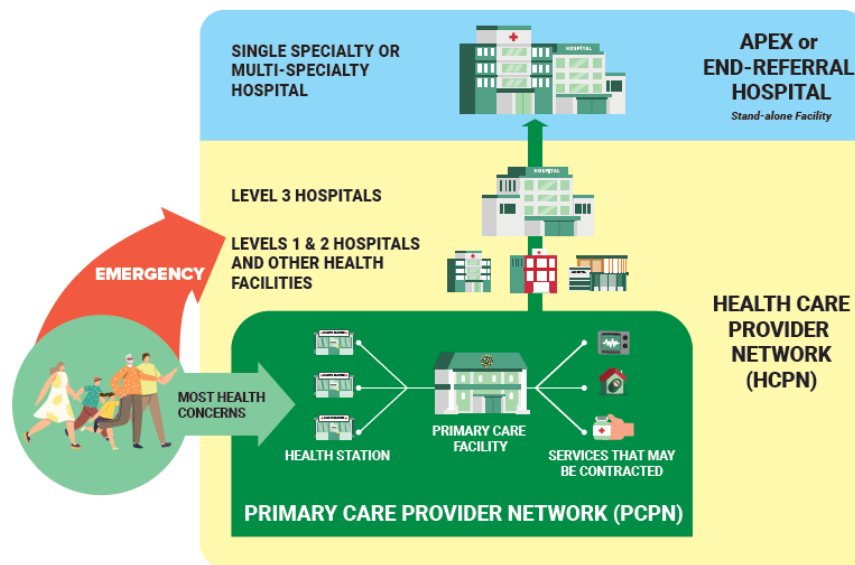 SINGLE SPECIALTY OR
MULTI-SPECIALTY
HOSPITAL
HOSPITAL
APEX or
END-REFERRAL
HOSPITAL
Stand-alone Facility
LEVEL 3 HOSPITALS
HOSPITAL
LEVELS 1 & 2 HOSPITALS
AND OTHER HEALTH
FACILITIES
EMERGENCY
HEALTH CARE
PROVIDER
NETWORK
(HCPN)
MOST HEALTH
CONCERNS
HEALTH STATION
PRIMARY CARE
FACILITY
SERVICES THAT MAY
BE CONTRACTED
PRIMARY CARE PROVIDER NETWORK (PCPN)